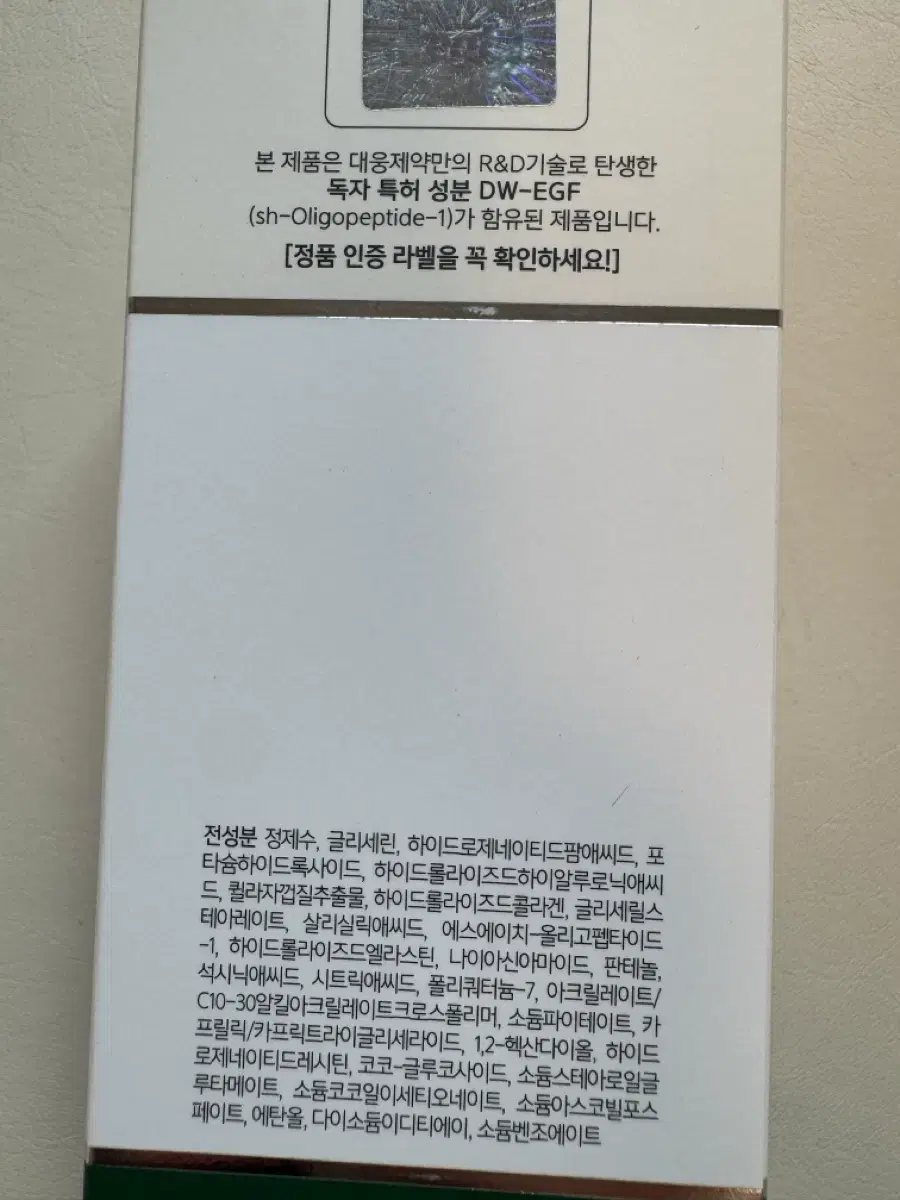 본 제품은 대웅제약만의 R&D기술로 탄생한
독자 특허 성분 DW-EGF
(sh-Oligopeptide-1)가 함유된 제품입니다.
[정품 인증 라벨을 꼭 확인하세요!]
전성분 정제수, 글리세린, 하이드로제네이티드팜애씨드, 포
타슘하이드록사이드, 하이드롤라이즈드하이알루로닉애씨
드, 퀼라자껍질추출물, 하이드롤라이즈드콜라겐, 글리세릴스
테아레이트, 살리실릭애씨드, 에스에이치-올리고펩타이드
-1, 하이드롤라이즈드엘라스틴, 나이아신아마이드, 판테놀,
석시닉애씨드, 시트릭애씨드, 폴리쿼터늄-7, 아크릴레이트/
C10-30알킬아크릴레이트크로스폴리머, 소듐파이테이트, 카
프릴릭/카프릭트라이글리세라이드, 1,2-헥산다이올, 하이드
로제네이티드레시틴, 코코-글루코사이드, 소듐스테아로일글
루타메이트, 소듐코코일이세티오네이트, 소듐아스코빌포스
페이트, 에탄올, 다이소듐이디티에이, 소듐벤조에이트